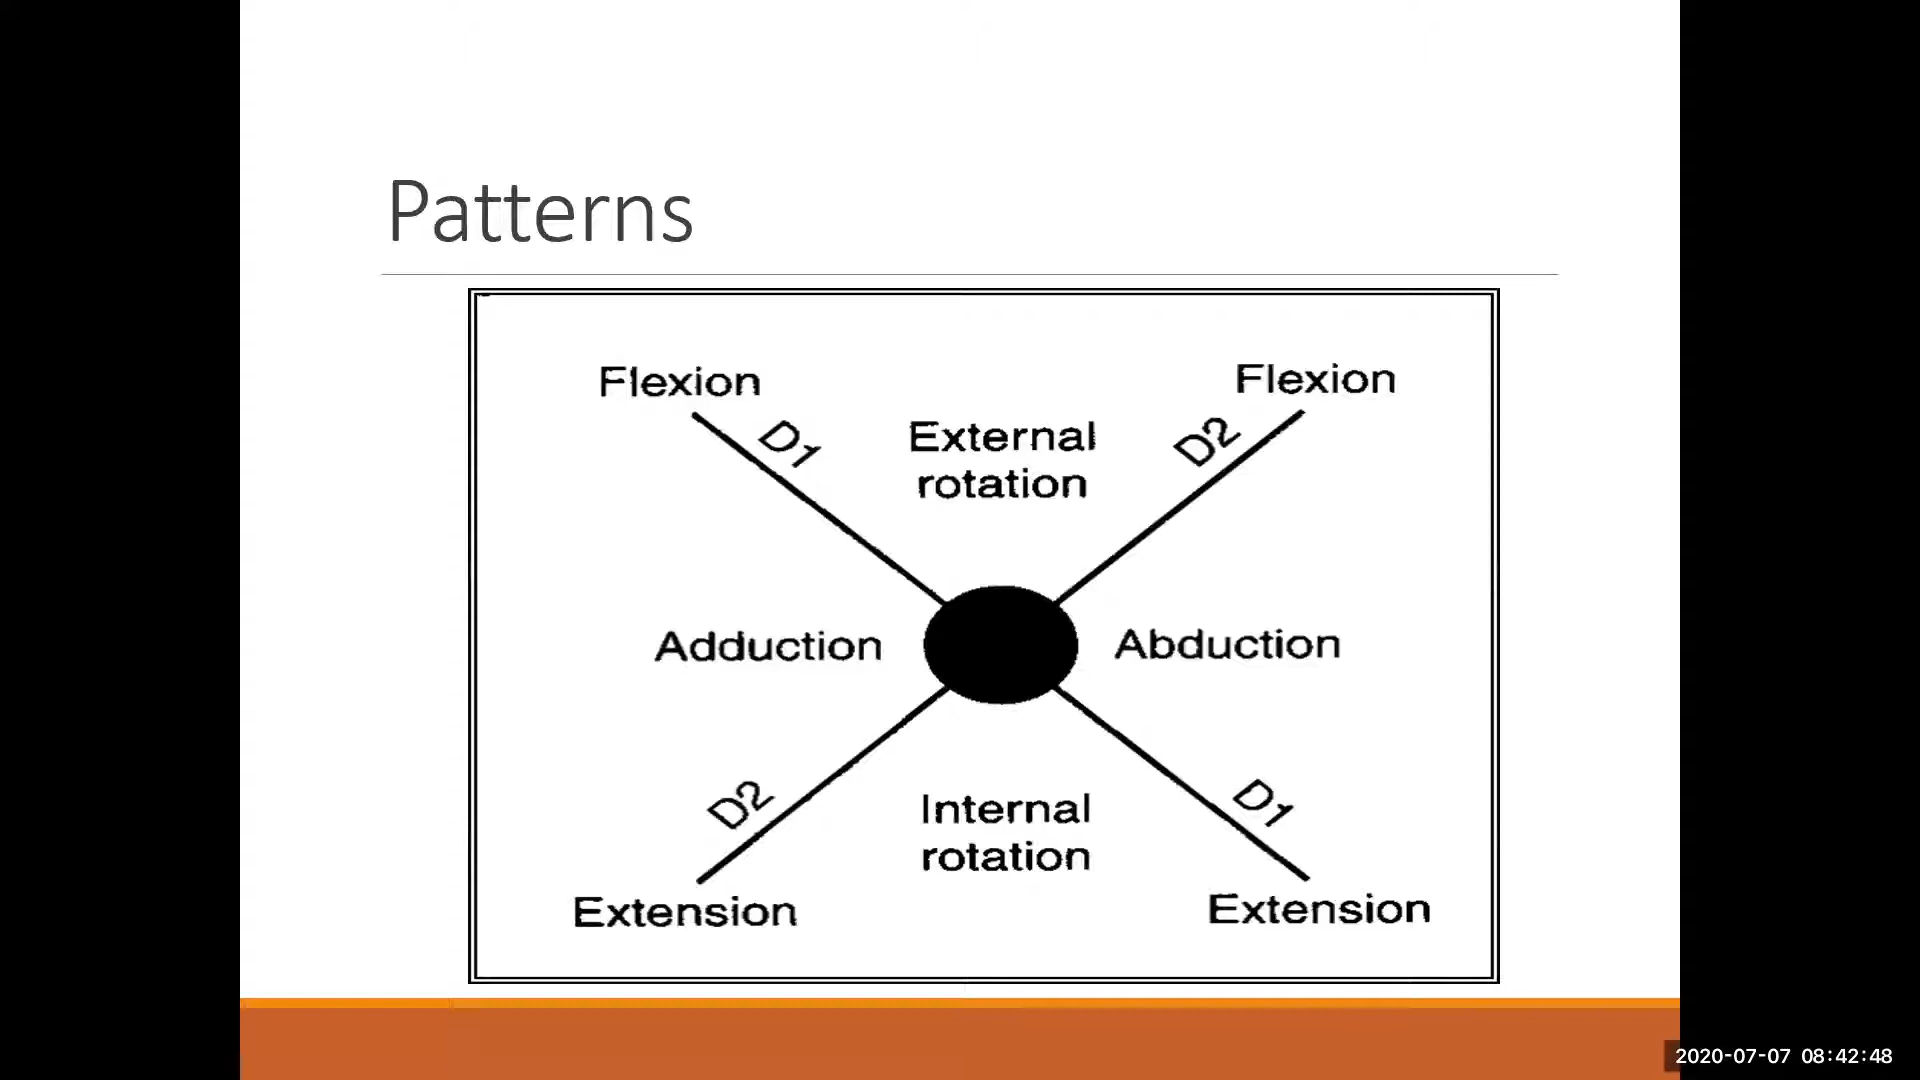 Patterns
Flexion
Flexion
D1
D2
External
rotation
Adduction
Abduction
D2
D1
Internal
rotation
Extension
Extension
2020-07-07 08:42:48